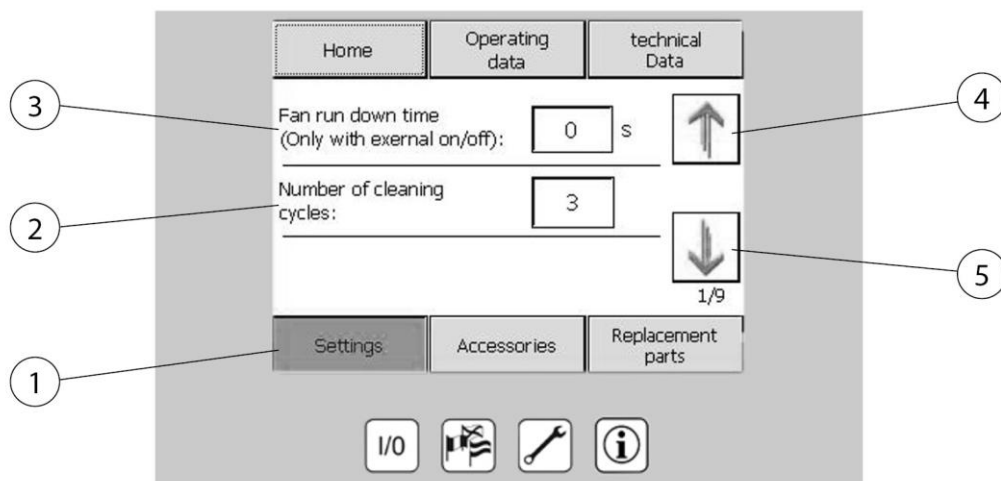 Home
Operating
data
technical
Data
3
Fan run down time
(Only with exernal on/off):
0
s
4
2
Number of cleaning
cycles:
3
5
1/9
1
Settings
Accessories
Replacement
parts
I/0
i